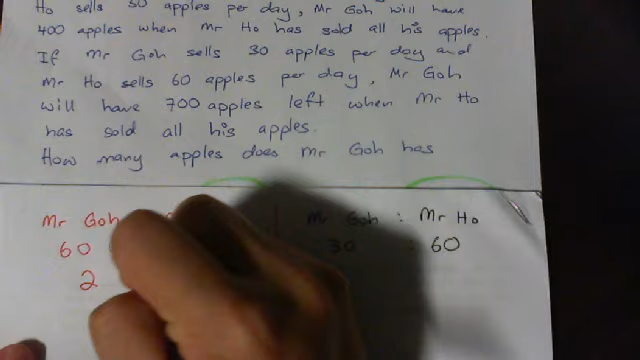 Ho sells 30 apples per day, Mr Goh will have
400 apples when Mr Ho has sold all his apples.
If Mr Goh sells 30 apples per day and
Mr Ho sells 60 apples per day, Mr Goh
will have 700 apples left when Mr Ho
has sold all his apples.
How many apples does Mr Goh has
Mr Goh
Mr Goh : Mr Ho
60
30 : 60
2